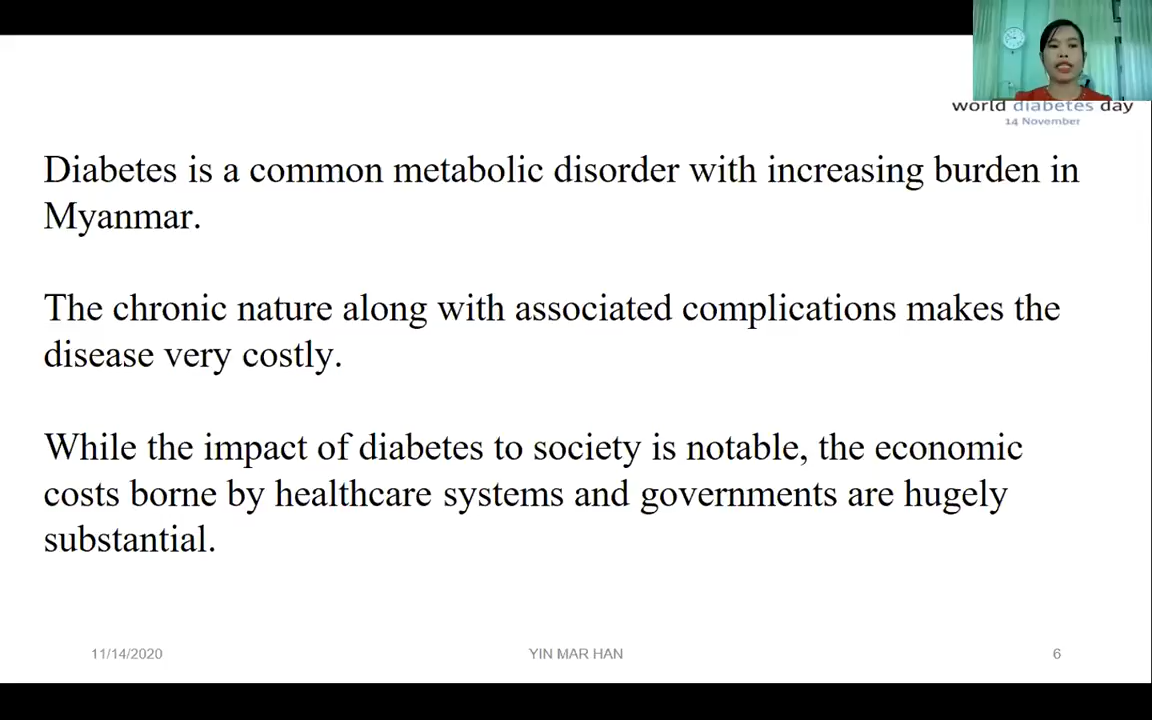 world diabetes day
14 November
Diabetes is a common metabolic disorder with increasing burden in
Myanmar.
The chronic nature along with associated complications makes the
disease very costly.
While the impact of diabetes to society is notable, the economic
costs borne by healthcare systems and governments are hugely
substantial.
11/14/2020
YIN MAR HAN
6